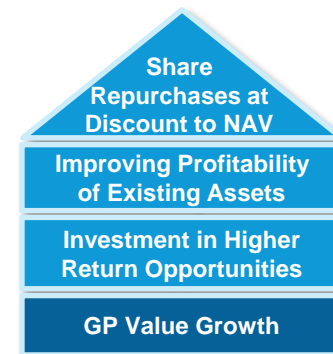 Share
Repurchases at
Discount to NAV
Improving Profitability
of Existing Assets
Investment in Higher
Return Opportunities
GP Value Growth